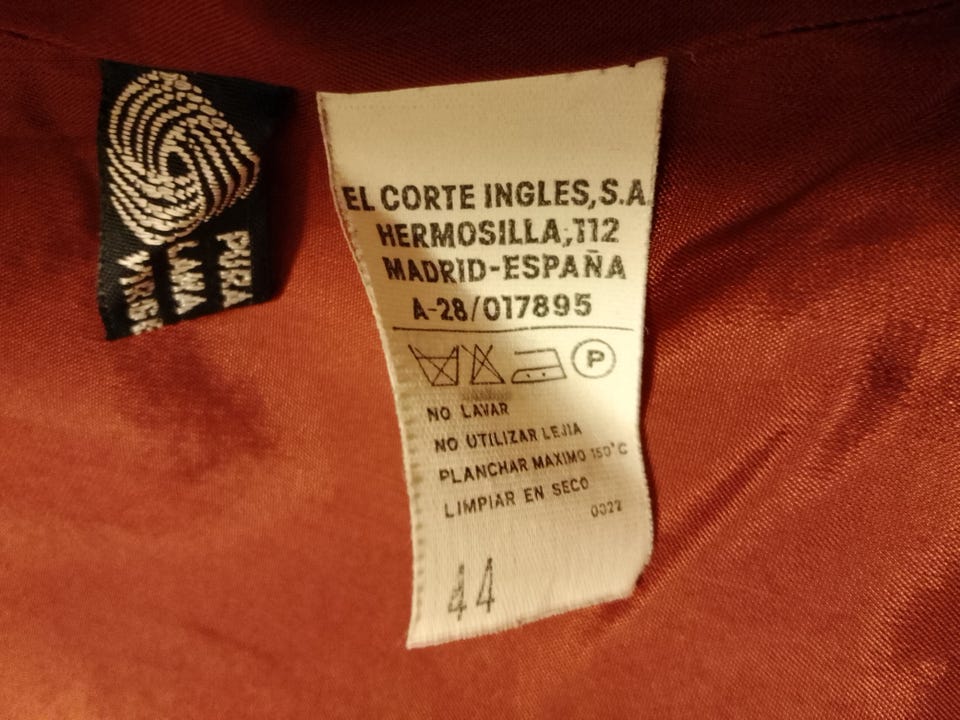 PURA
LANA
VIRGE
EL CORTE INGLES, S.A.
HERMOSILLA, 112
MADRID-ESPAÑA
A-28/017895
P
NO LAVAR
NO UTILIZAR LEJIA
PLANCHAR MAXIMO 150°C
LIMPIAR EN SECO
0022
44